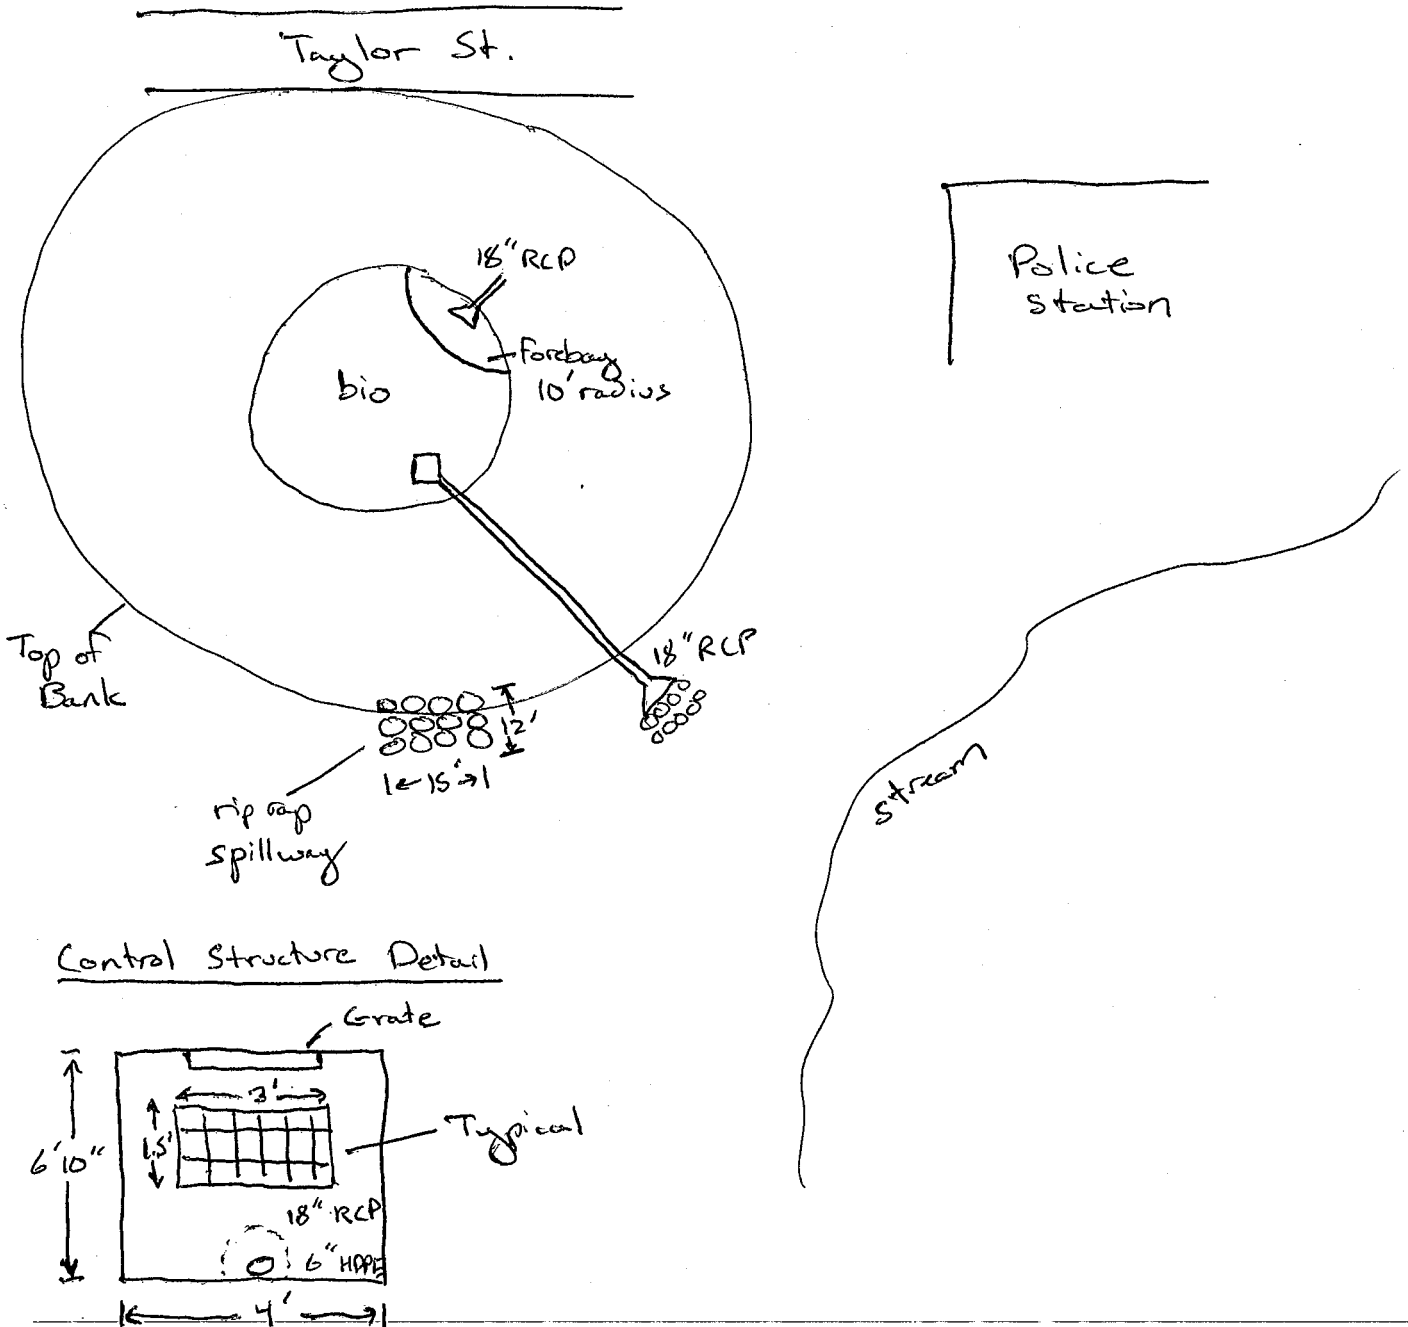 Taylor St.
18" RCP
Police
Station
Forebay
10' radius
bio
Top of
Bank
18" RCP
12'
15'
rip rap
spillway
stream
Control Structure Detail
Grate
3'
1.5'
Typical
6'10"
18" RCP
6" HDPE
4'